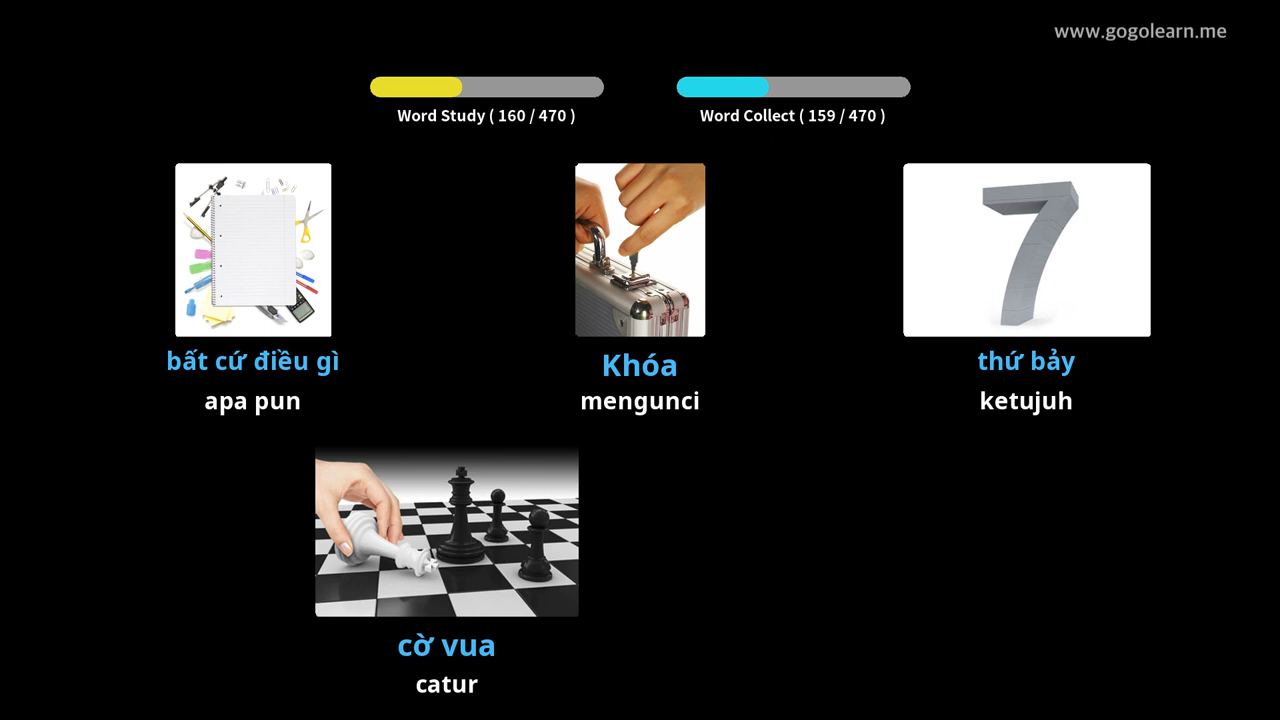 www.gogolearn.me
Word Study ( 160 / 470 )
Word Collect ( 159 / 470 )
bất cứ điều gì
apa pun
Khóa
mengunci
thứ bảy
ketujuh
cờ vua
catur